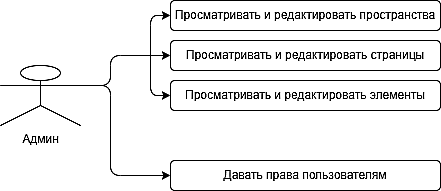 Просматривать и редактировать пространства
Просматривать и редактировать страницы
Просматривать и редактировать элементы
Админ
Давать права пользователям